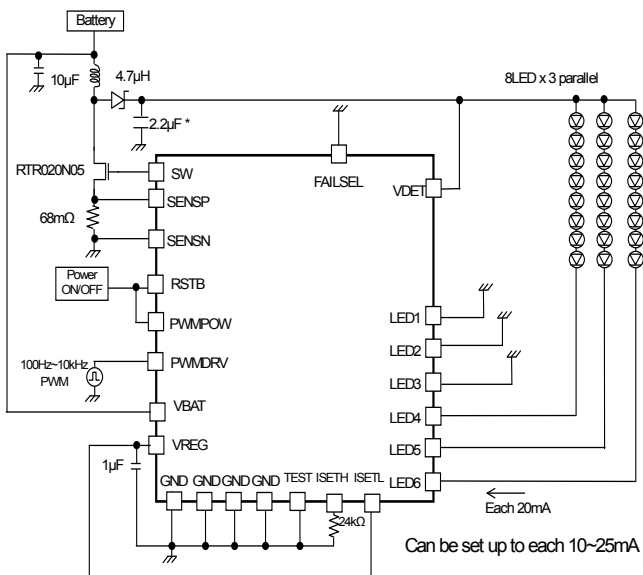 Battery
10μF
4.7μH
8LED x 3 parallel
2.2μF *
RTR020N05
SW
FAILSEL
VDET
SENSP
68mΩ
SENSN
Power
ON/OFF
RSTB
LED1
PWMPOW
LED2
100Hz~10kHz
PWM
PWMDRV
LED3
VBAT
LED4
VREG
LED5
1μF
GND GND GND GND TEST ISETH ISETL
LED6
24kΩ
Each 20mA
Can be set up to each 10~25mA